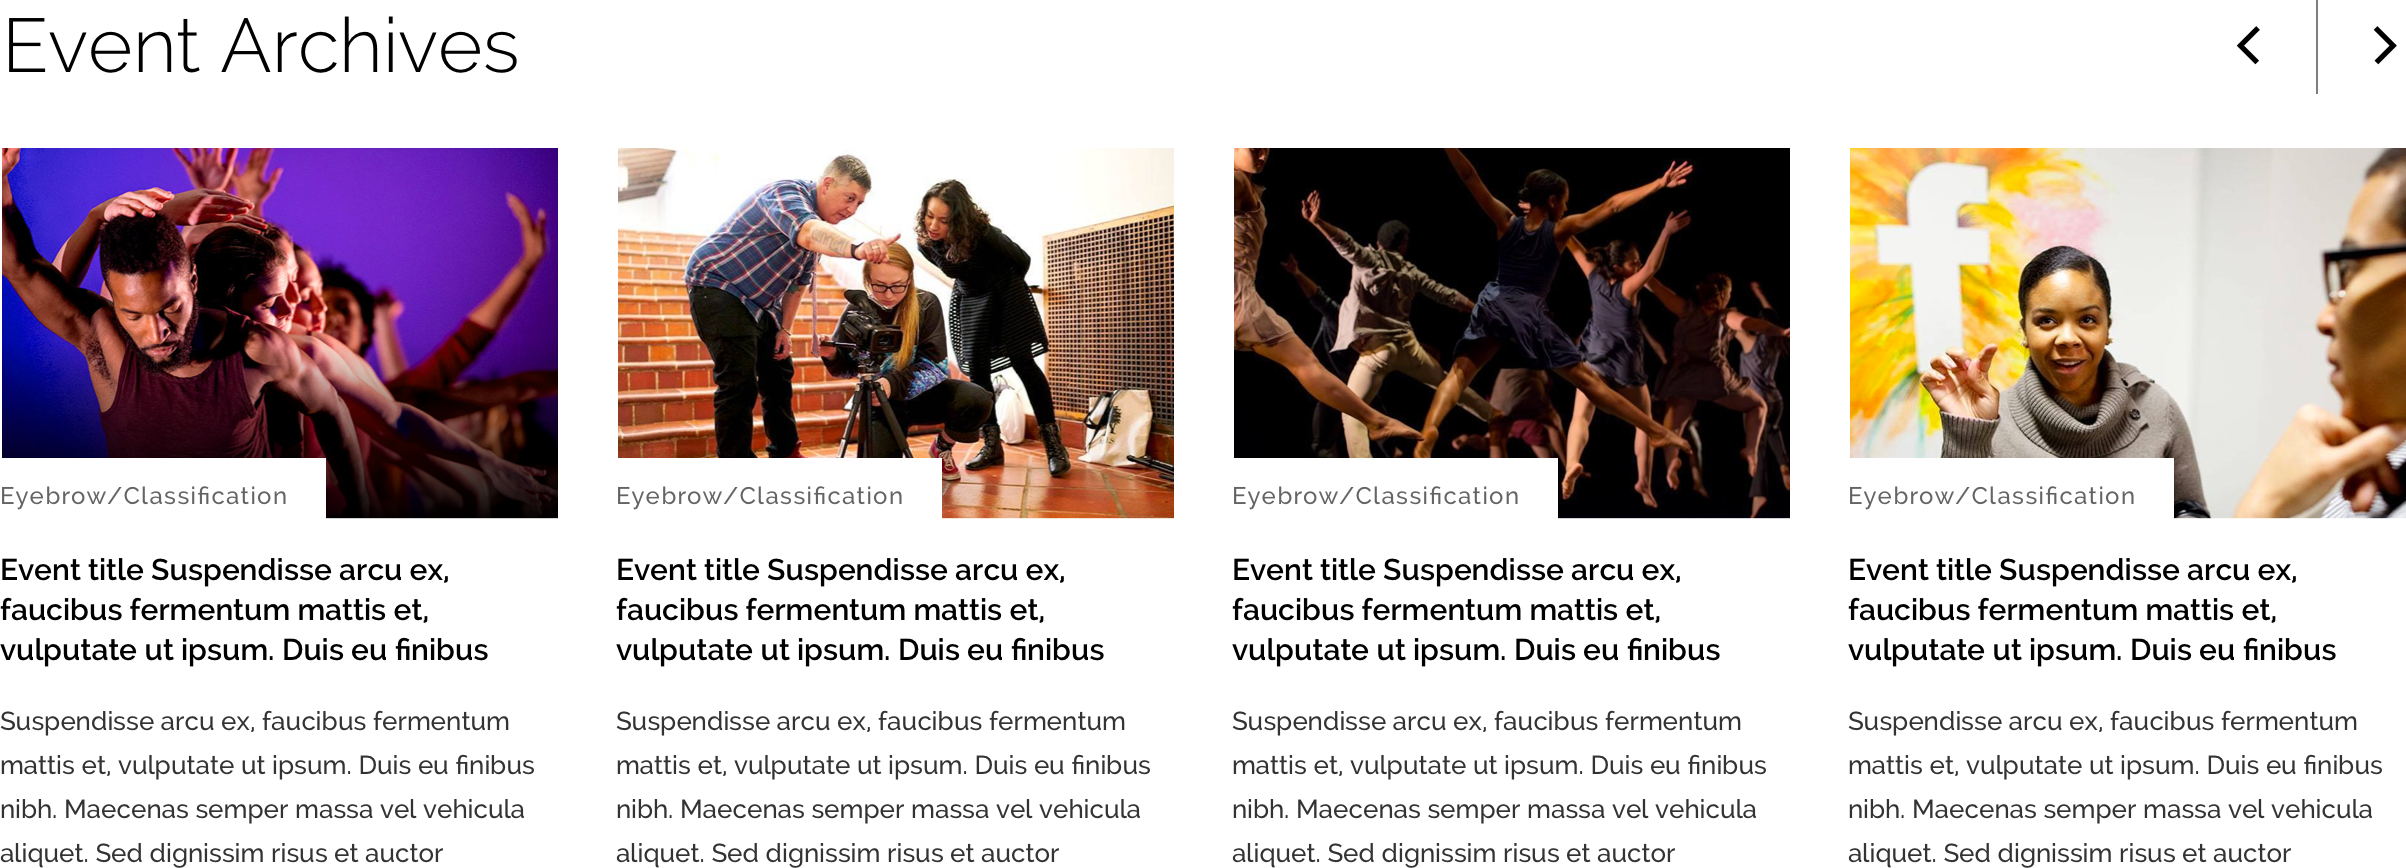 Event Archives
Eyebrow/Classification
Event title Suspendisse arcu ex,
faucibus fermentum mattis et,
vulputate ut ipsum. Duis eu finibus
Suspendisse arcu ex, faucibus fermentum
mattis et, vulputate ut ipsum. Duis eu finibus
nibh. Maecenas semper massa vel vehicula
aliquet. Sed dignissim risus et auctor
Eyebrow/Classification
Event title Suspendisse arcu ex,
faucibus fermentum mattis et,
vulputate ut ipsum. Duis eu finibus
Suspendisse arcu ex, faucibus fermentum
mattis et, vulputate ut ipsum. Duis eu finibus
nibh. Maecenas semper massa vel vehicula
aliquet. Sed dignissim risus et auctor
Eyebrow/Classification
Event title Suspendisse arcu ex,
faucibus fermentum mattis et,
vulputate ut ipsum. Duis eu finibus
Suspendisse arcu ex, faucibus fermentum
mattis et, vulputate ut ipsum. Duis eu finibus
nibh. Maecenas semper massa vel vehicula
aliquet. Sed dignissim risus et auctor
f
Eyebrow/Classification
Event title Suspendisse arcu ex,
faucibus fermentum mattis et,
vulputate ut ipsum. Duis eu finibus
Suspendisse arcu ex, faucibus fermentum
mattis et, vulputate ut ipsum. Duis eu finibus
nibh. Maecenas semper massa vel vehicula
aliquet. Sed dignissim risus et auctor